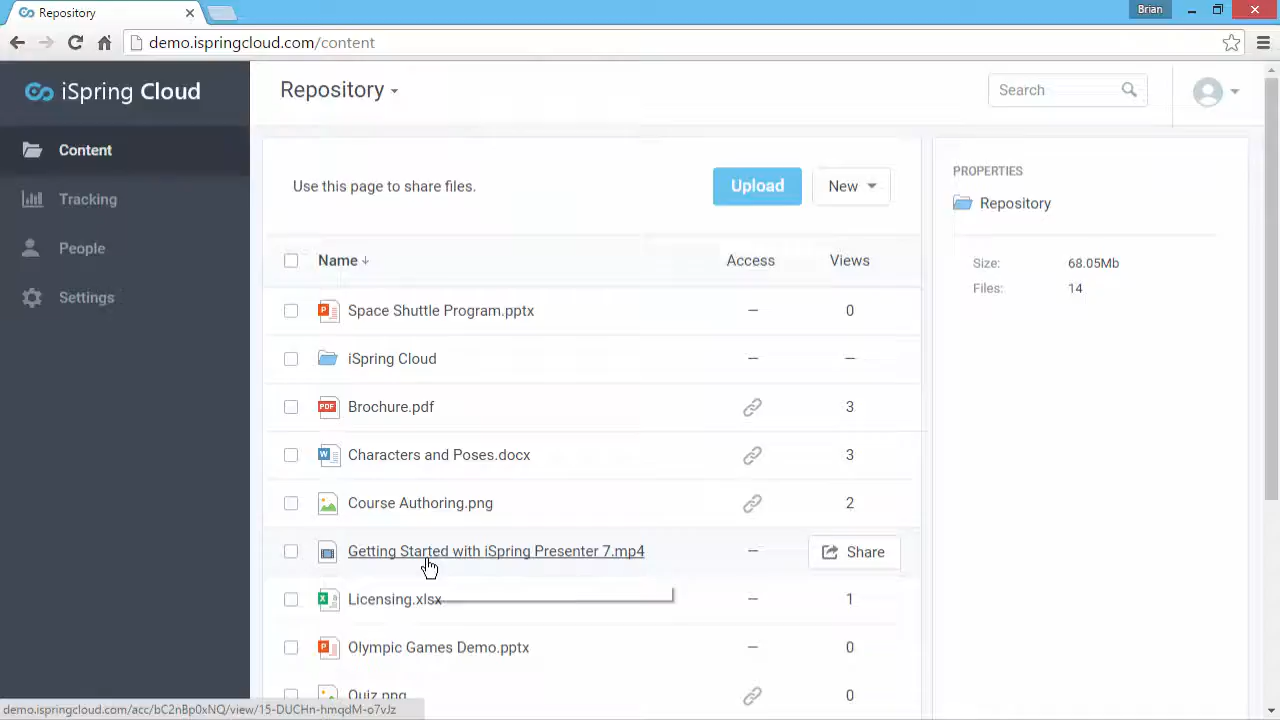 Repository
Brian
demo.ispringcloud.com/content
iSpring Cloud
Repository
Search
Content
Tracking
People
Settings
Use this page to share files.
Upload
New
Name
Access
Views
Space Shuttle Program.pptx
0
iSpring Cloud
Brochure.pdf
3
Characters and Poses.docx
3
Course Authoring.png
2
Getting Started with iSpring Presenter 7.mp4
Share
Licensing.xlsx
1
Olympic Games Demo.pptx
0
Quiz.png
0
PROPERTIES
Repository
Size: 68.05Mb
Files: 14
demo.ispringcloud.com/acc/bC2nBp0xNQ/view/15-DUCHn-hmqdM-o7vJz